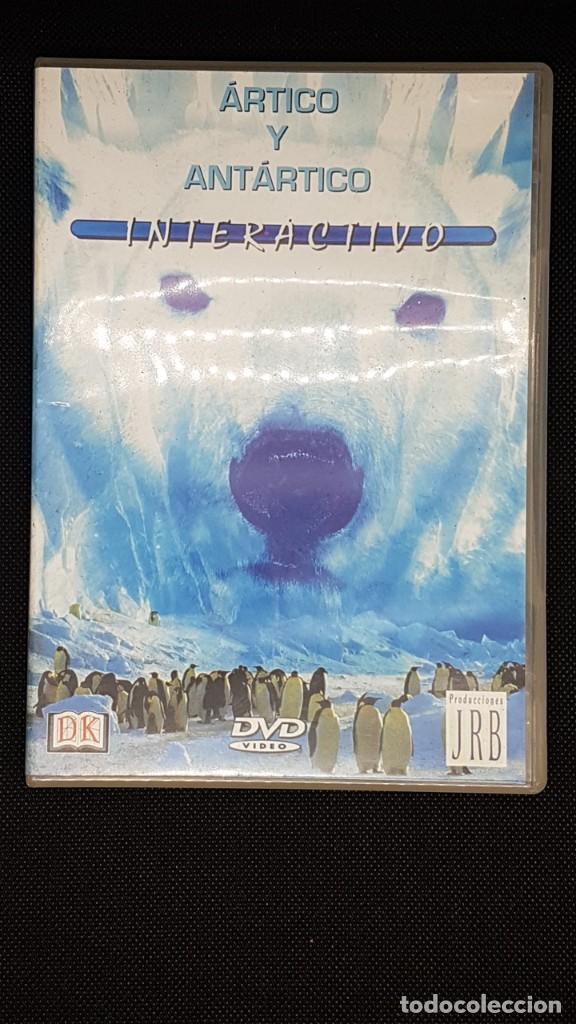 ÁRTICO
Y
ANTÁRTICO
INTERACTIVO
DK
DVD
VIDEO
Producciones
JRB
todocoleccion